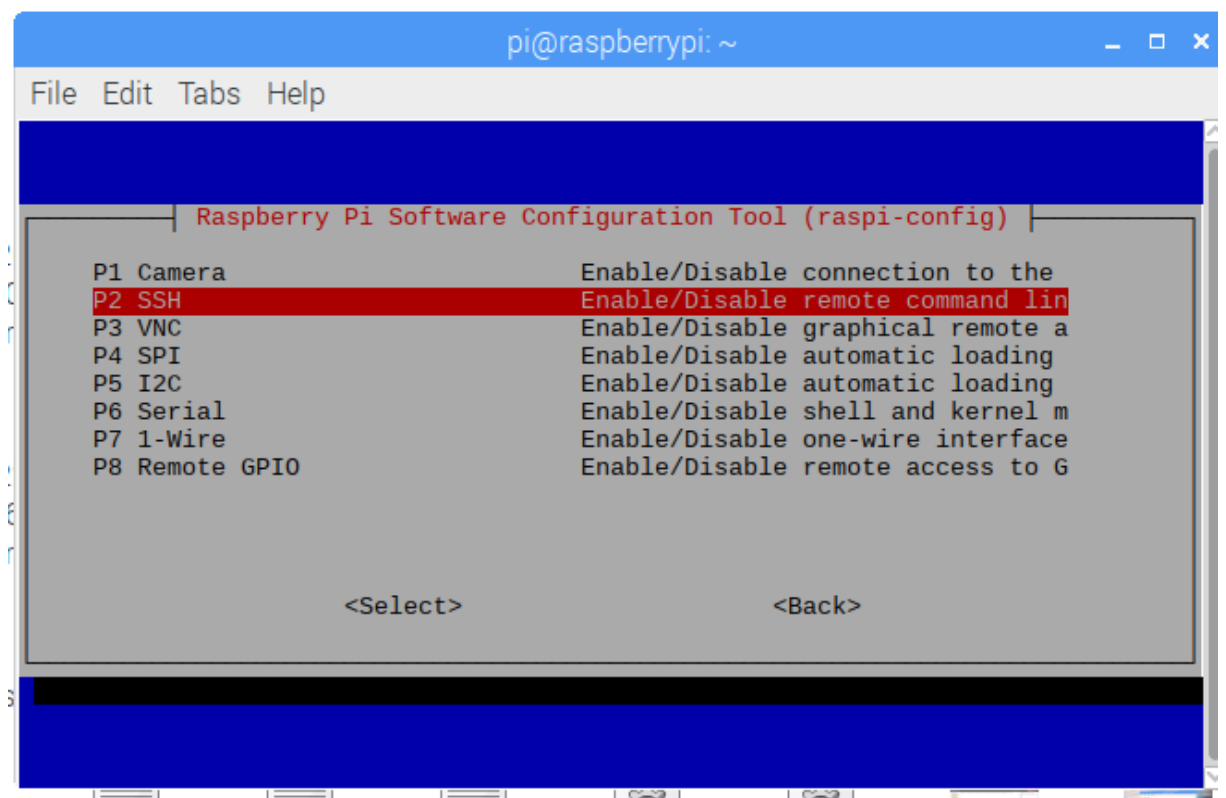 pi@raspberrypi: ~
File Edit Tabs Help
Raspberry Pi Software Configuration Tool (raspi-config)
P1 Camera Enable/Disable connection to the
P2 SSH Enable/Disable remote command lin
P3 VNC Enable/Disable graphical remote a
P4 SPI Enable/Disable automatic loading
P5 I2C Enable/Disable automatic loading
P6 Serial Enable/Disable shell and kernel m
P7 1-Wire Enable/Disable one-wire interface
P8 Remote GPIO Enable/Disable remote access to G
<Select> <Back>